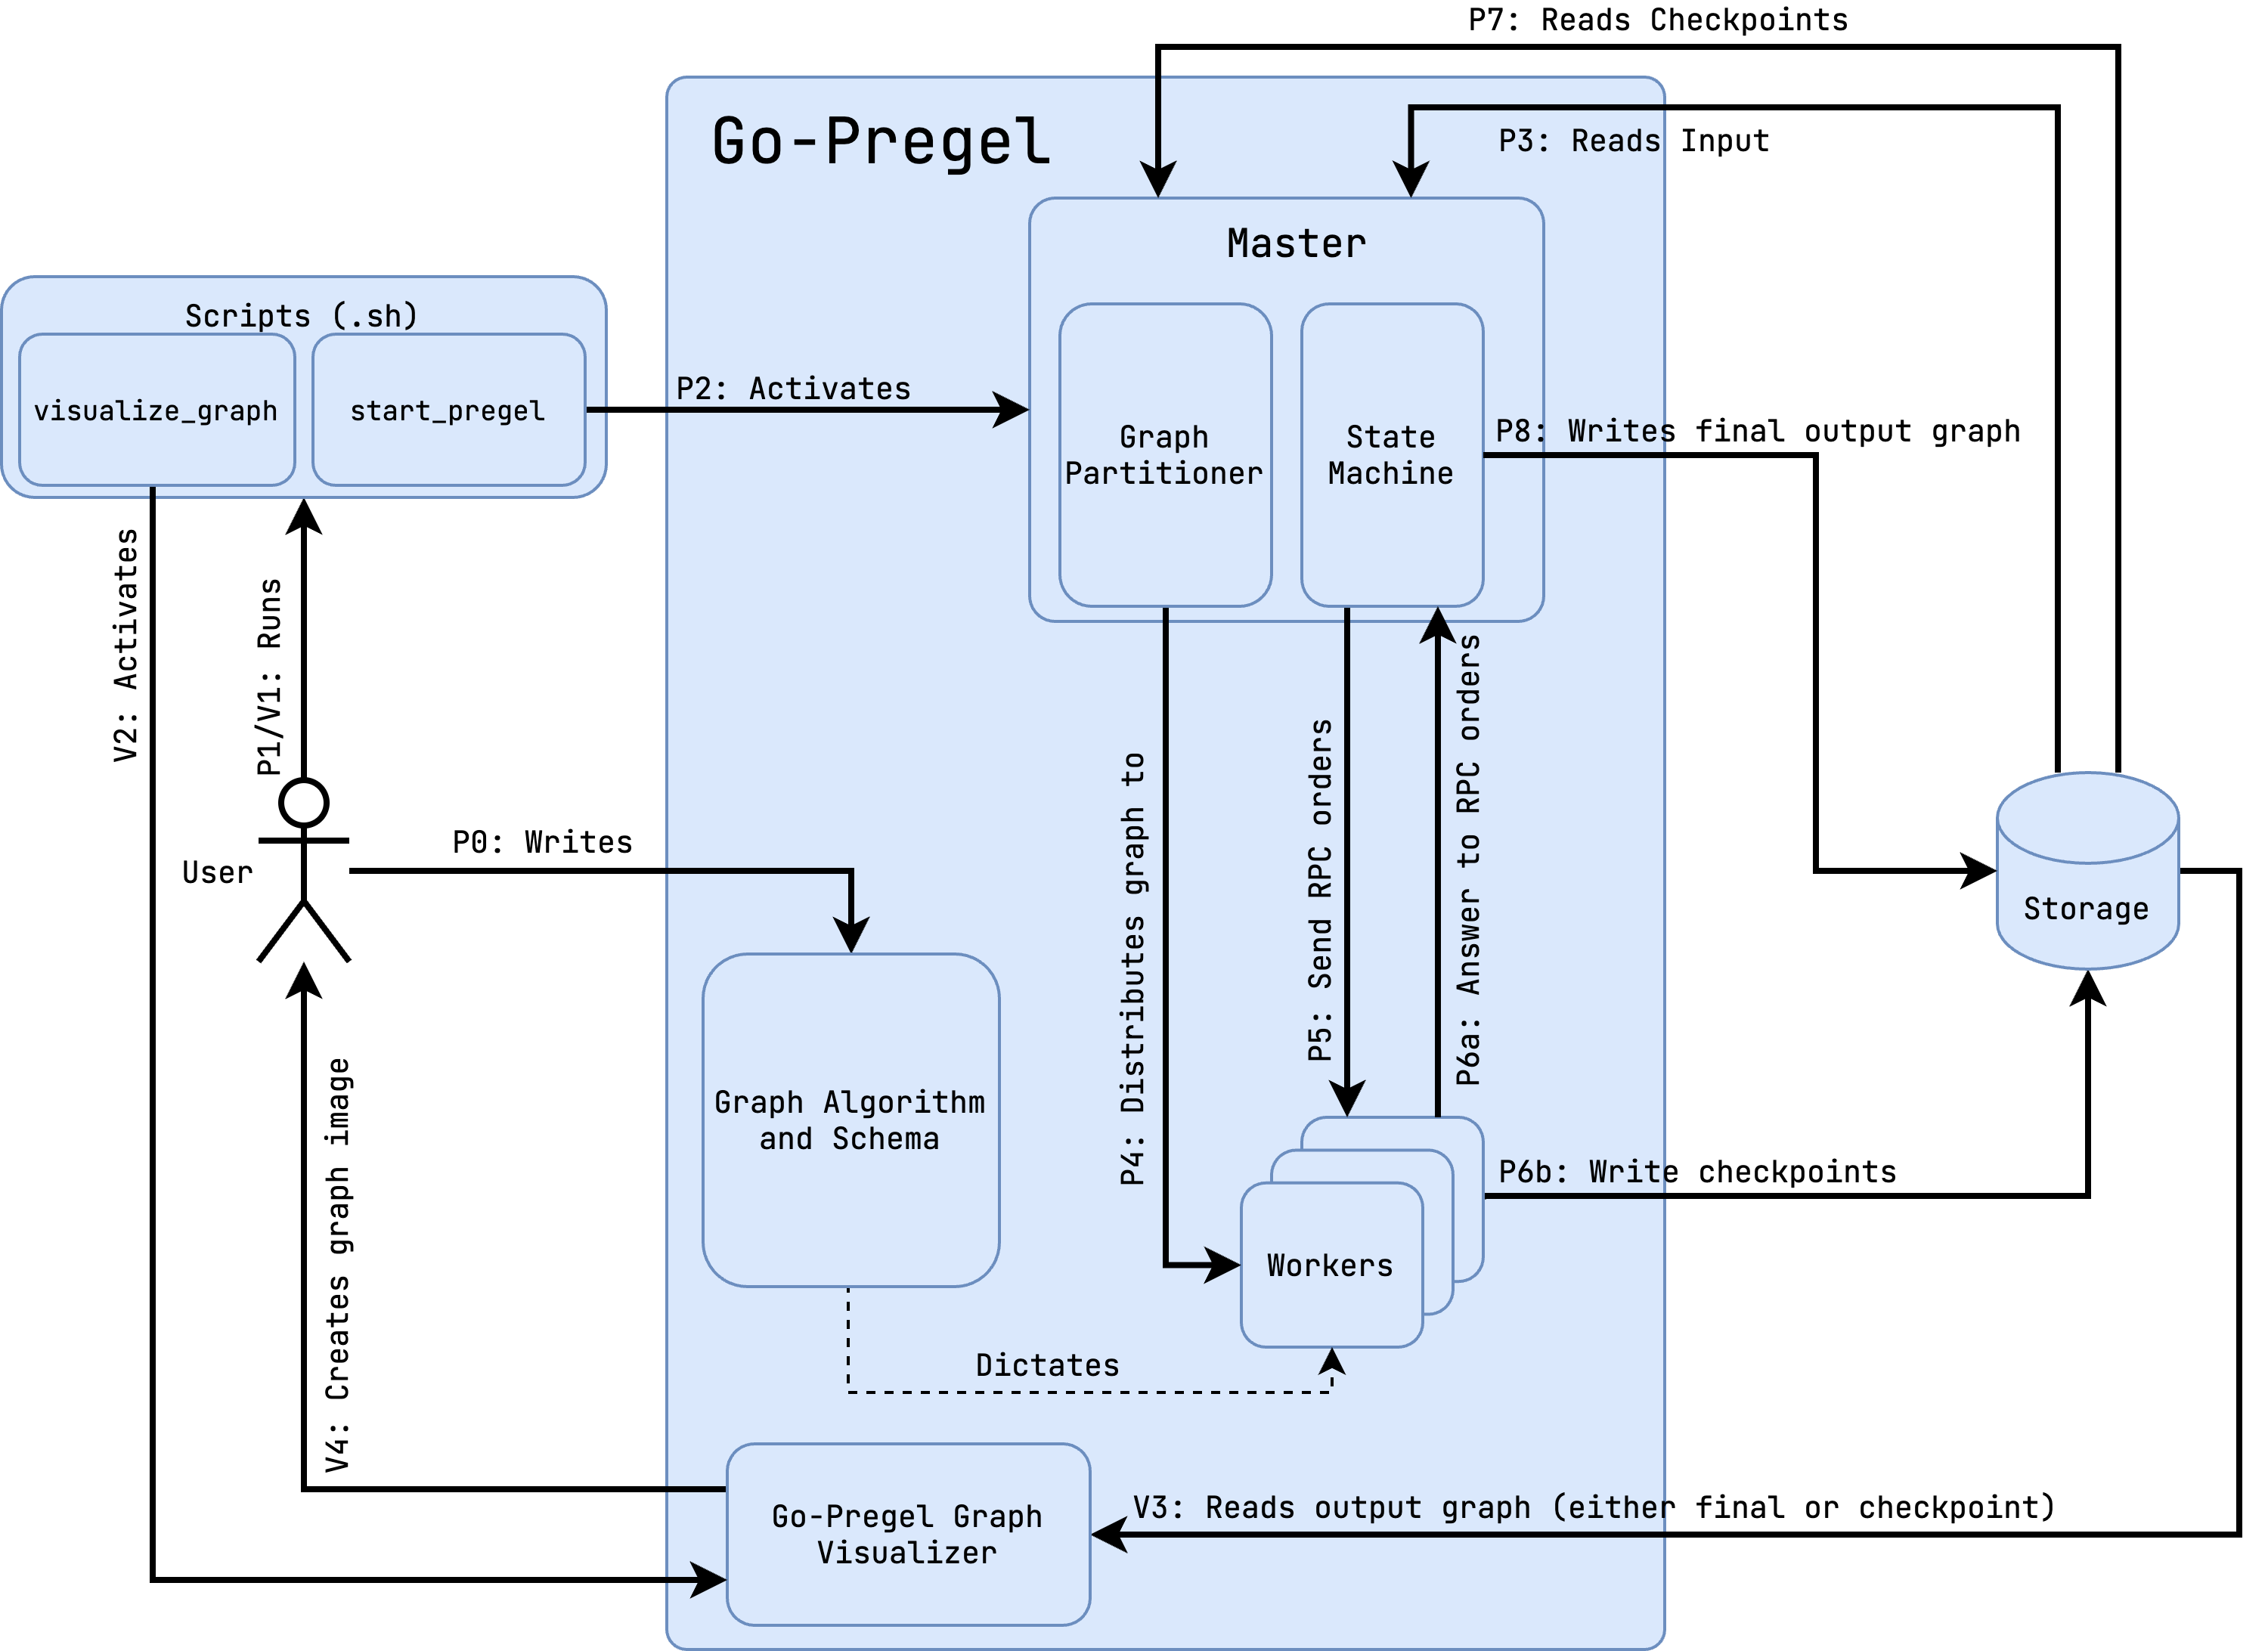 P7: Reads Checkpoints
Go-Pregel
P3: Reads Input
Master
Scripts (.sh)
visualize_graph
start_pregel
P2: Activates
Graph
Partitioner
State
Machine
P8: Writes final output graph
V2: Activates
P1/V1: Runs
User
P0: Writes
P4: Distributes graph to
P5: Send RPC orders
P6a: Answer to RPC orders
Storage
Graph Algorithm
and Schema
P6b: Write checkpoints
Workers
Dictates
V4: Creates graph image
Go-Pregel Graph
Visualizer
V3: Reads output graph (either final or checkpoint)